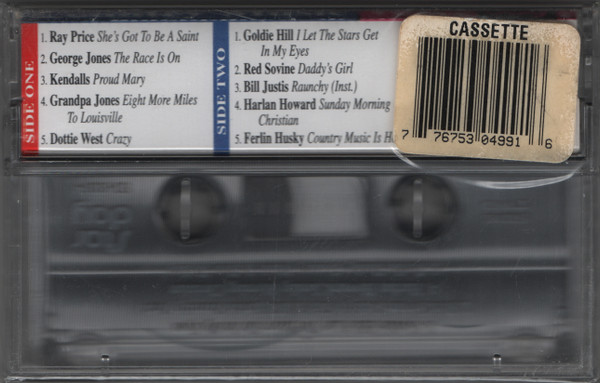 SIDE ONE
1. Ray Price She's Got To Be A Saint
2. George Jones The Race Is On
3. Kendalls Proud Mary
4. Grandpa Jones Eight More Miles
To Louisville
5. Dottie West Crazy
SIDE TWO
1. Goldie Hill I Let The Stars Get
In My Eyes
2. Red Sovine Daddy's Girl
3. Bill Justis Raunchy (Inst.)
4. Harlan Howard Sunday Morning
Christian
5. Ferlin Husky Country Music Is
CASSETTE
7 76753 04991 6